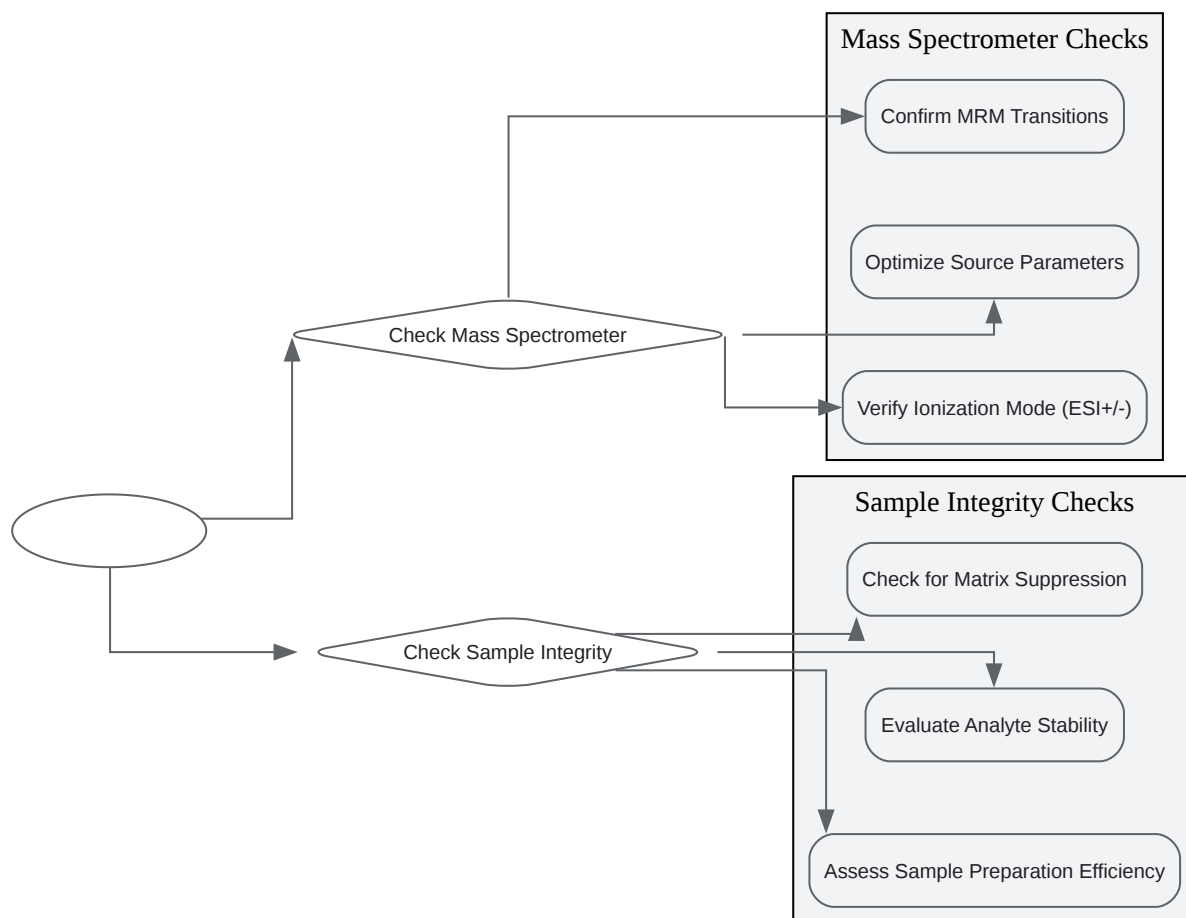 Mass Spectrometer Checks
Confirm MRM Transitions
Optimize Source Parameters
Check Mass Spectrometer
Verify Ionization Mode (ESI+/-)
Sample Integrity Checks
Check for Matrix Suppression
Check Sample Integrity
Evaluate Analyte Stability
Assess Sample Preparation Efficiency